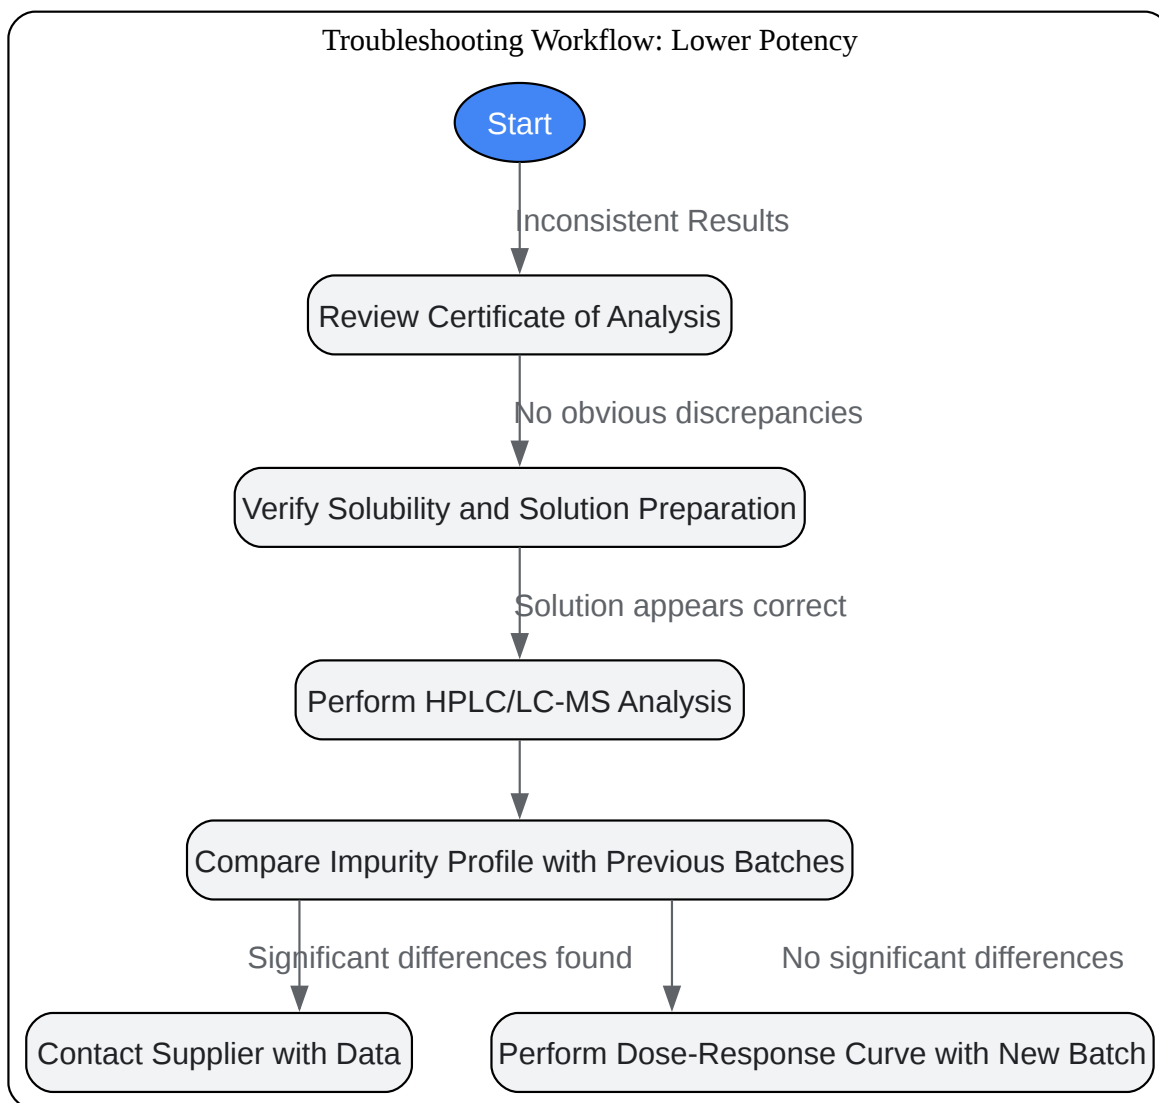 Troubleshooting Workflow: Lower Potency
Start
Inconsistent Results
Review Certificate of Analysis
No obvious discrepancies
Verify Solubility and Solution Preparation
Solution appears correct
Perform HPLC/LC-MS Analysis
Compare Impurity Profile with Previous Batches
Significant differences found
No significant differences
Contact Supplier with Data
Perform Dose-Response Curve with New Batch